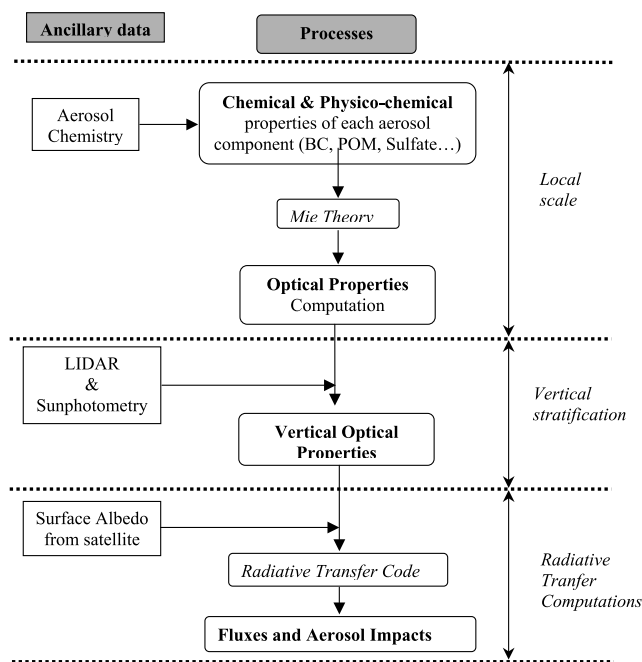 Ancillary data
Processes
Chemical & Physico-chemical
properties of each aerosol
component (BC, POM, Sulfate…)
Aerosol
Chemistry
Local
scale
Mie Theory
Optical Properties
Computation
LIDAR
&
Sunphotometry
Vertical
stratification
Vertical Optical
Properties
Surface Albedo
from satellite
Radiative Transfer Code
Radiative
Tranfer
Computations
Fluxes and Aerosol Impacts